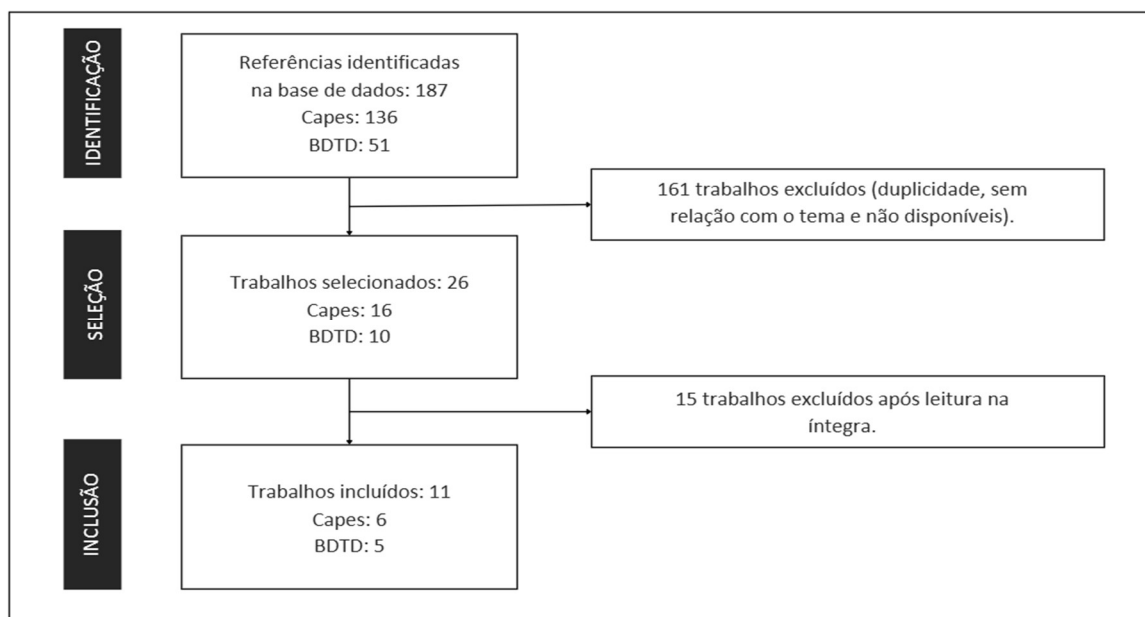 IDENTIFICAÇÃO
Referências identificadas
na base de dados: 187
Capes: 136
BDTD: 51
161 trabalhos excluídos (duplicidade, sem
relação com o tema e não disponíveis).
SELEÇÃO
Trabalhos selecionados: 26
Capes: 16
BDTD: 10
15 trabalhos excluídos após leitura na
íntegra.
INCLUSÃO
Trabalhos incluídos: 11
Capes: 6
BDTD: 5